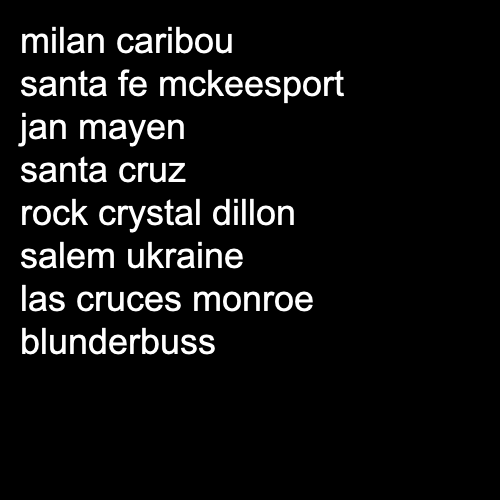 milan caribou
santa fe mckeesport
jan mayen
santa cruz
rock crystal dillon
salem ukraine
las cruces monroe
blunderbuss